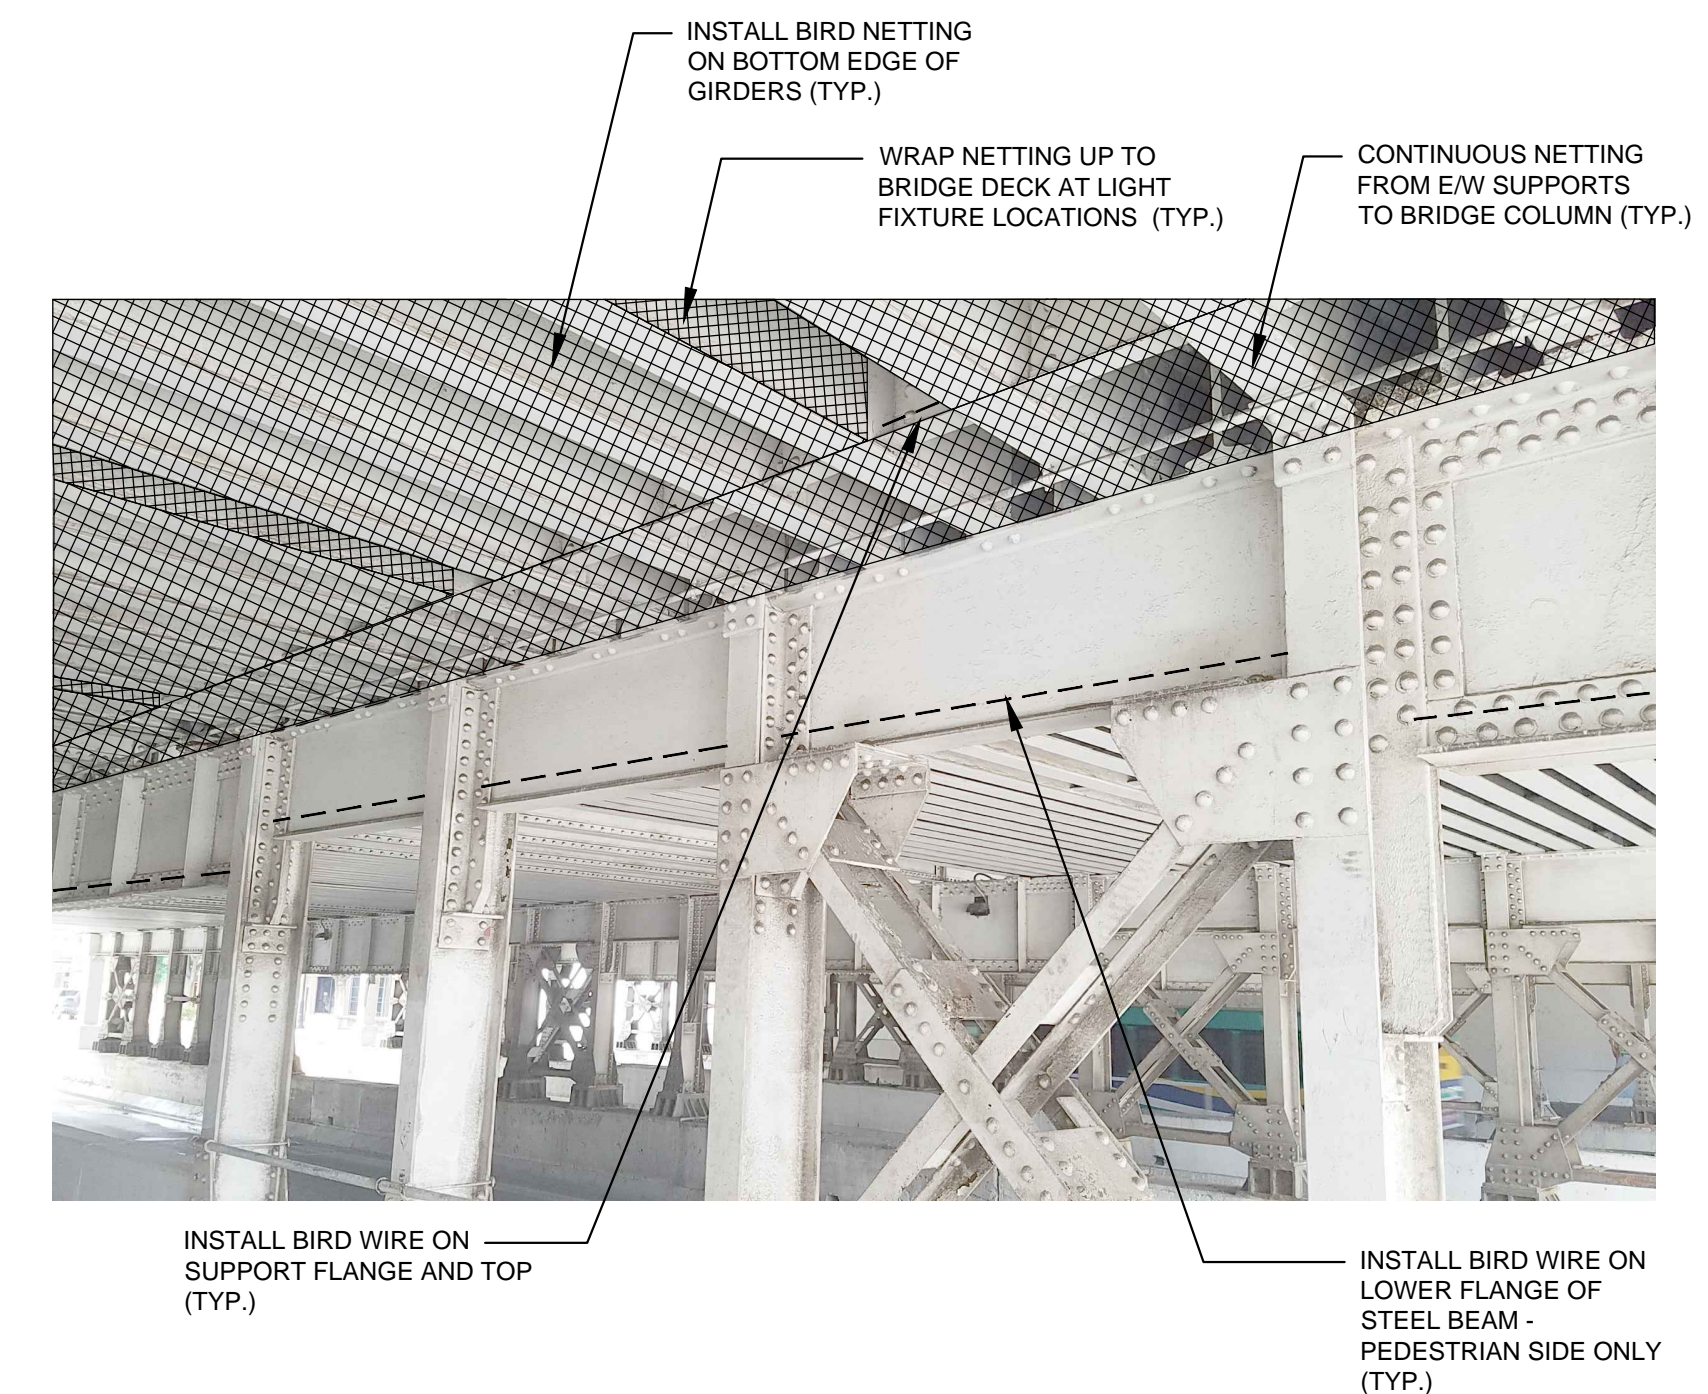 INSTALL BIRD NETTING
ON BOTTOM EDGE OF
GIRDERS (TYP.)
WRAP NETTING UP TO
BRIDGE DECK AT LIGHT
FIXTURE LOCATIONS (TYP.)
CONTINUOUS NETTING
FROM E/W SUPPORTS
TO BRIDGE COLUMN (TYP.)
INSTALL BIRD WIRE ON
SUPPORT FLANGE AND TOP
(TYP.)
INSTALL BIRD WIRE ON
LOWER FLANGE OF
STEEL BEAM -
PEDESTRIAN SIDE ONLY
(TYP.)